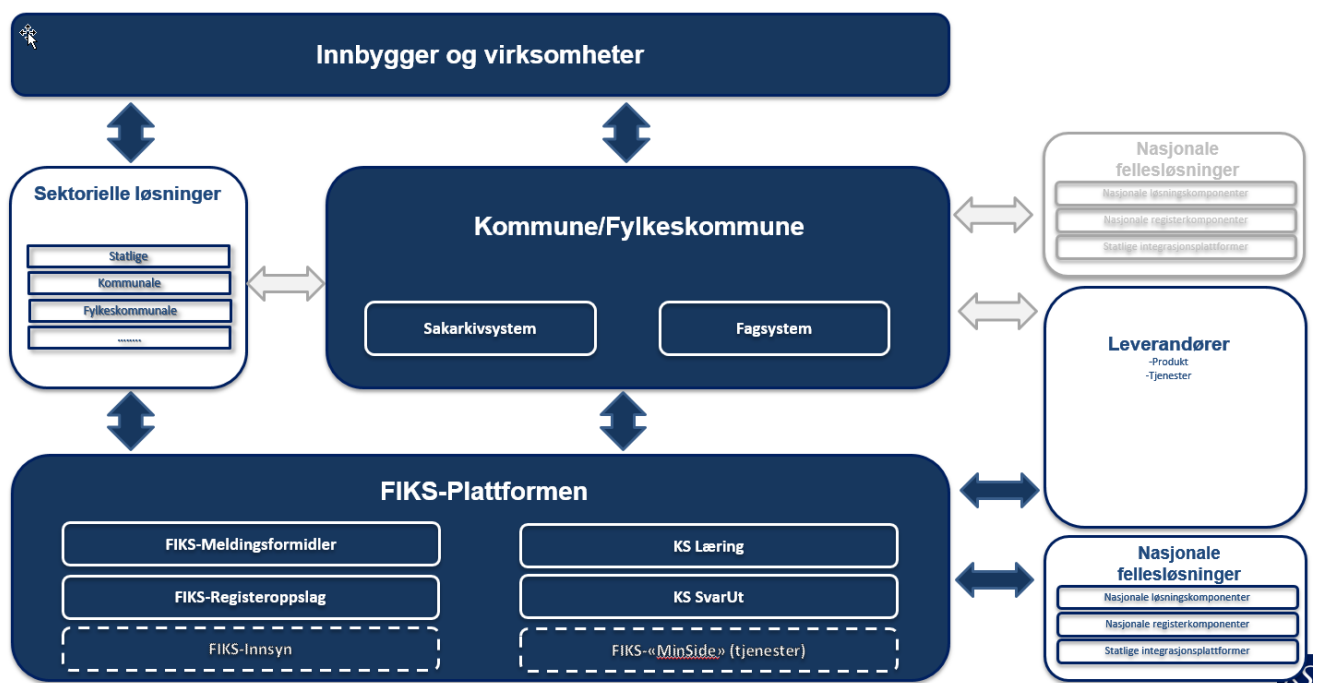 Innbygger og virksomheter
Sektorielle løsninger
Statlige
Kommunale
Fylkeskommunale
........
Kommune/Fylkeskommune
Sakarkivsystem
Fagsystem
Nasjonale
fellesløsninger
Nasjonale løsningskomponenter
Nasjonale registerkomponenter
Statlige integrasjonsplattformer
Leverandører
-Produkt
-Tjenester
FIKS-Plattformen
FIKS-Meldingsformidler
KS Læring
FIKS-Registeroppslag
KS SvarUt
FIKS-Innsyn
FIKS-«MinSide» (tjenester)
Nasjonale
fellesløsninger
Nasjonale løsningskomponenter
Nasjonale registerkomponenter
Statlige integrasjonsplattformer